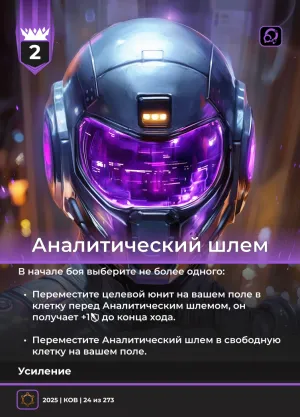 2
Аналитический шлем
В начале боя выберите не более одного:
• Переместите целевой юнит на вашем поле в
клетку перед Аналитическим шлемом, он
получает +1 до конца хода.
• Переместите Аналитический шлем в свободную
клетку на вашем поле.
Усиление
2025 | КОВ | 24 из 273